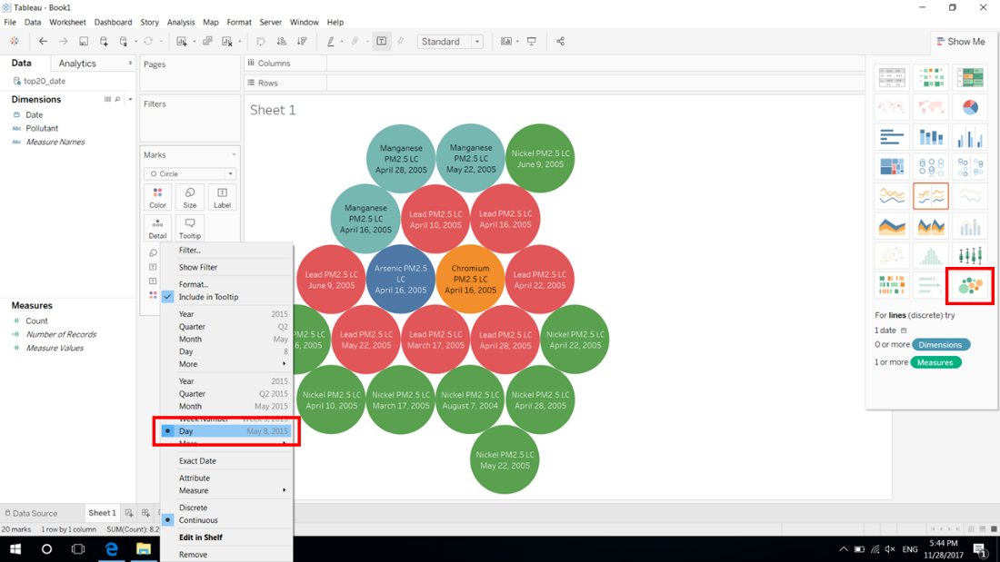 Tableau - Book1
File Data Worksheet Dashboard Story Analysis Map Format Server Window Help
Standard
Show Me
Data Analytics
top20_date
Dimensions
Date
Abc Pollutant
Abc Measure Names
Measures
Count
Number of Records
Measure Values
Pages
Filters
Marks
Circle
Color Size Label
Detail Tooltip
Columns
Rows
Sheet 1
Manganese
PM2.5 LC
April 28, 2005
Manganese
PM2.5 LC
May 22, 2005
Nickel PM2.5 LC
June 9, 2005
Manganese
PM2.5 LC
April 16, 2005
Lead PM2.5 LC
April 10, 2005
Lead PM2.5 LC
April 16, 2005
Lead PM2.5 LC
June 9, 2005
Arsenic PM2.5
LC
April 16, 2005
Chromium
PM2.5 LC
April 16, 2005
Lead PM2.5 LC
April 22, 2005
M2.5 LC
6, 2005
Lead PM2.5 LC
May 22, 2005
Lead PM2.5 LC
March 17, 2005
Lead PM2.5 LC
April 28, 2005
Nickel PM2.5 LC
April 22, 2005
Nickel PM2.5 LC
April 10, 2005
Nickel PM2.5 LC
March 17, 2005
Nickel PM2.5 LC
August 7, 2004
Nickel PM2.5 LC
April 28, 2005
Nickel PM2.5 LC
May 22, 2005
Filter...
Show Filter
Format...
Include in Tooltip
Year 2015
Quarter Q2
Month May
Day 8
More
Year 2015
Quarter Q2 2015
Month May 2015
Week Number Week 5, 2015
Day May 8, 2015
More
Exact Date
Attribute
Measure
Discrete
Continuous
Edit in Shelf
Remove
For lines (discrete) try
1 date
0 or more Dimensions
1 or more Measures
Data Source Sheet 1
20 marks 1 row by 1 column SUM(Count): 8.2
ENG
5:44 PM
11/28/2017
1